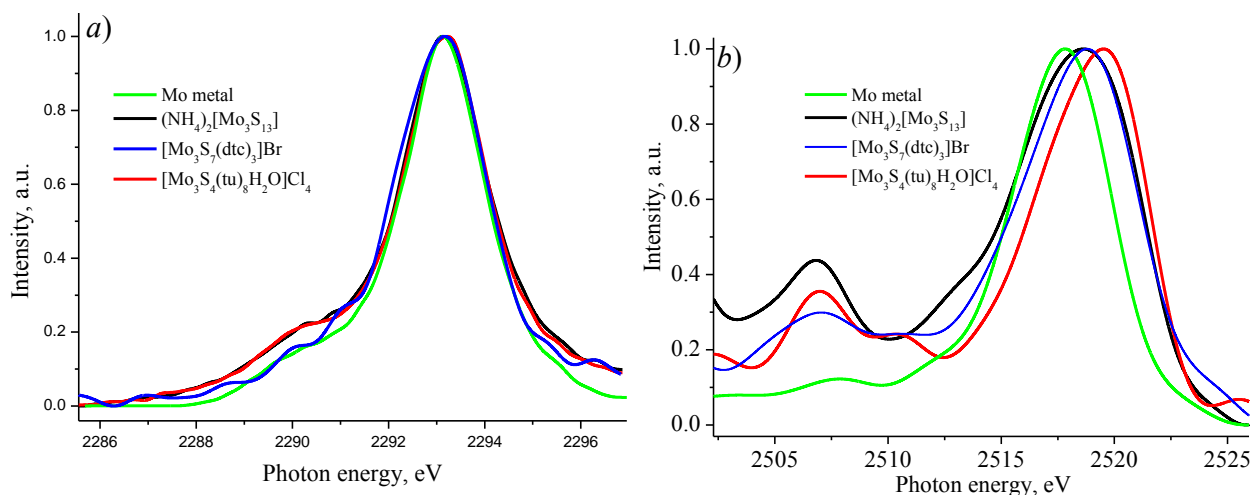 a)
Mo metal
(NH₄)₂[Mo₃S₁₃]
[Mo₃S₇(dtc)₃]Br
[Mo₃S₄(tu)₈H₂O]Cl₄
Intensity, a.u.
1.0
0.8
0.6
0.4
0.2
0.0
2286 2288 2290 2292 2294 2296
Photon energy, eV
b)
Mo metal
(NH₄)₂[Mo₃S₁₃]
[Mo₃S₇(dtc)₃]Br
[Mo₃S₄(tu)₈H₂O]Cl₄
Intensity, a.u.
1.0
0.8
0.6
0.4
0.2
0.0
2505 2510 2515 2520 2525
Photon energy, eV